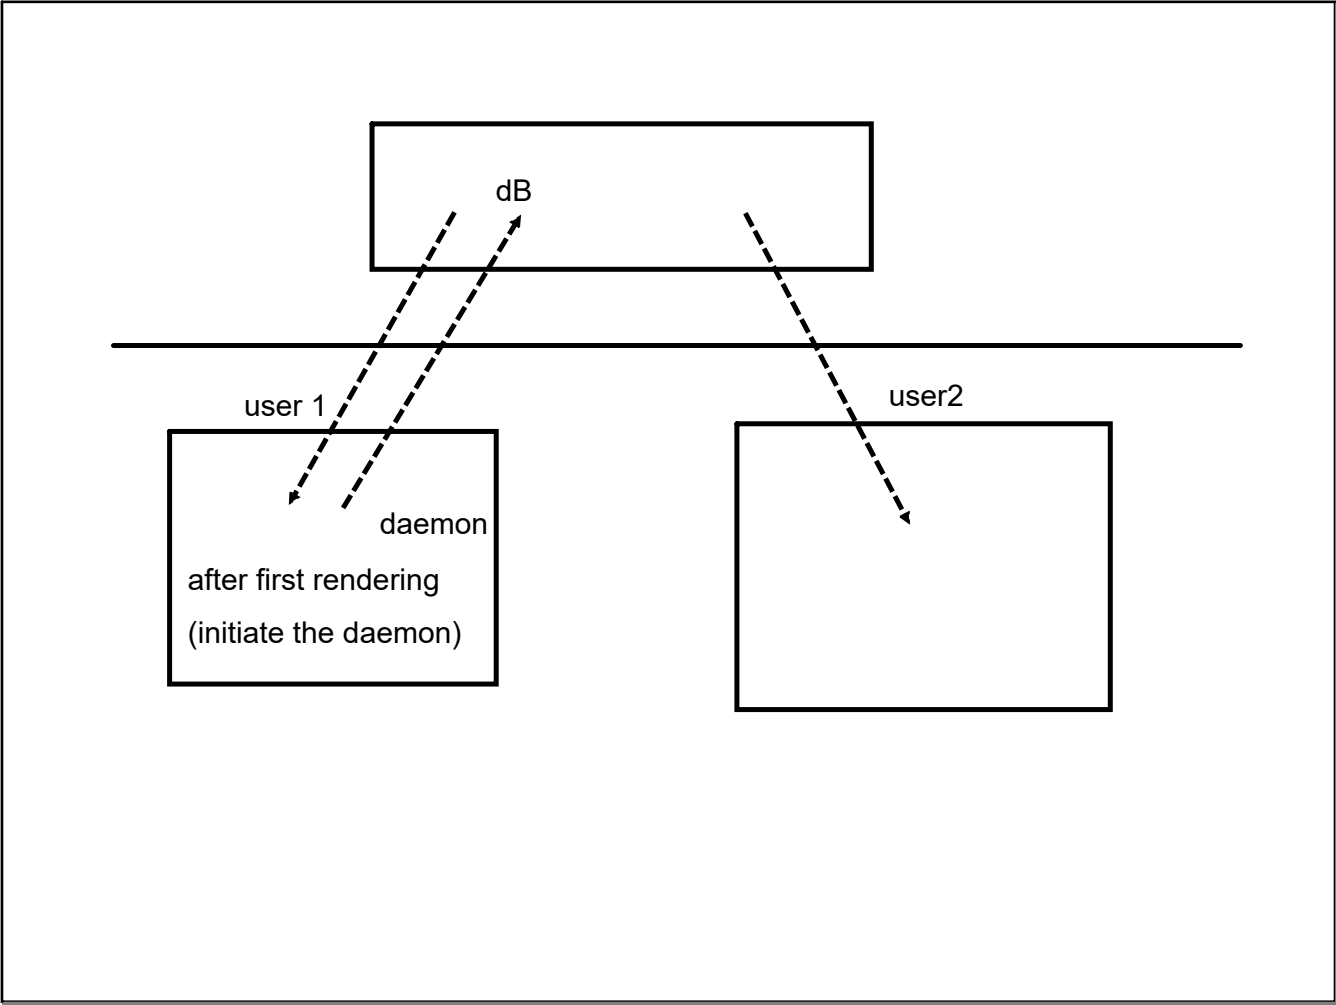 dB
user 1
user2
daemon
after first rendering
(initiate the daemon)